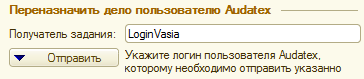 Переназначить дело пользователю Audatex
Получатель задания: LoginVasia
Отправить Укажите логин пользователя Audatex,
которому необходимо отправить указанно